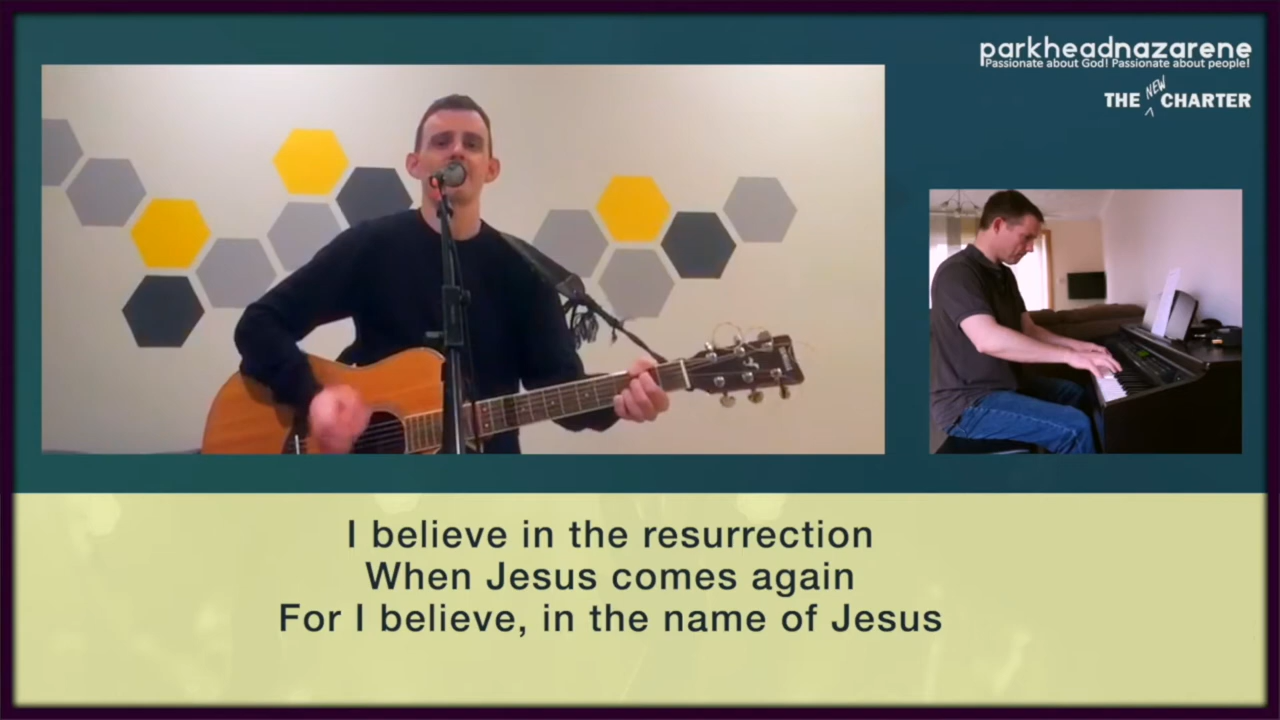 parkheadnazarene
Passionate about God! Passionate about people!
NEW
THE CHARTER
I believe in the resurrection
When Jesus comes again
For I believe, in the name of Jesus